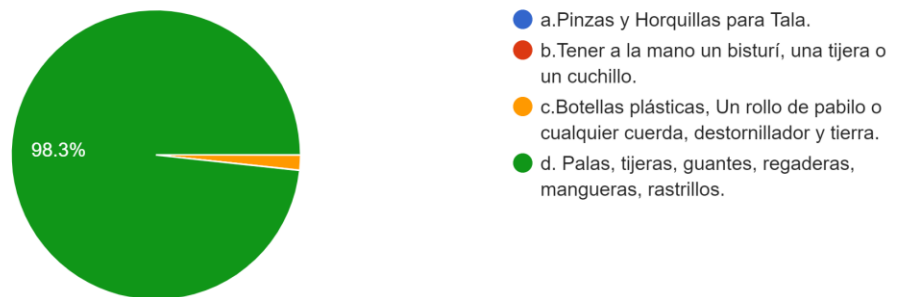 98.3%
a.Pinzas y Horquillas para Tala.
b.Tener a la mano un bisturí, una tijera o
un cuchillo.
c.Botellas plásticas, Un rollo de pabilo o
cualquier cuerda, destornillador y tierra.
d. Palas, tijeras, guantes, regaderas,
mangueras, rastrillos.